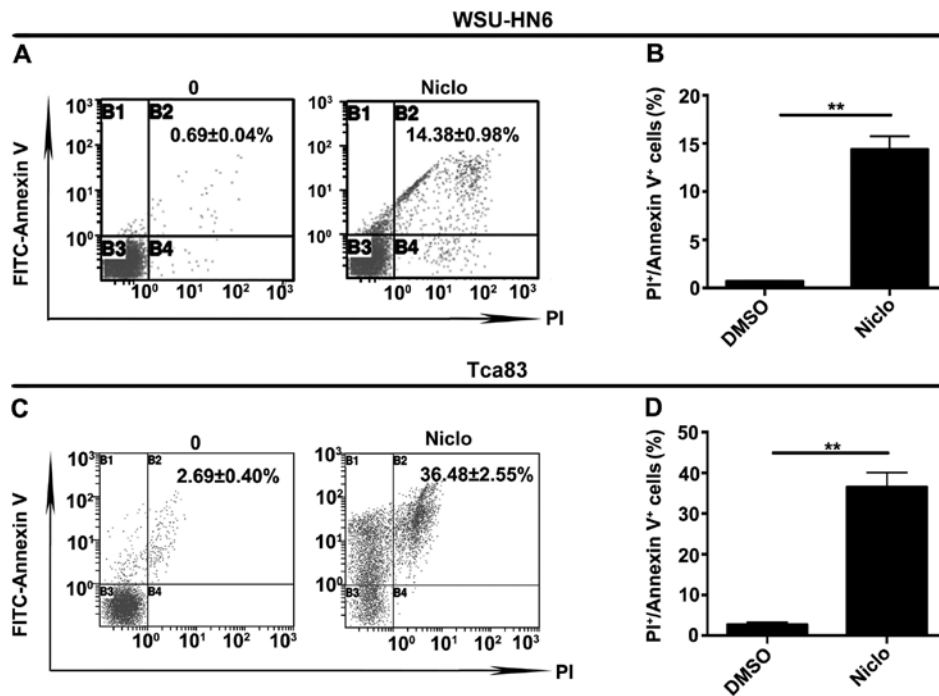 WSU-HN6
A
B
0
Niclo
FITC-Annexin V
10³
10²
10¹
10⁰
B1
B2
0.69±0.04%
B3
B4
10⁰ 10¹ 10² 10³
10³
10²
10¹
10⁰
B1
B2
14.38±0.98%
B3
B4
10⁰ 10¹ 10² 10³
PI
PI⁺/Annexin V⁺ cells (%)
20
15
10
5
0
**
DMSO
Niclo
Tca83
C
D
0
Niclo
FITC-Annexin V
10³
10²
10¹
10⁰
B1
B2
2.69±0.40%
B3
B4
10⁰ 10¹ 10² 10³
10³
10²
10¹
10⁰
B1
B2
36.48±2.55%
B3
B4
10⁰ 10¹ 10² 10³
PI
PI⁺/Annexin V⁺ cells (%)
50
40
30
20
10
0
**
DMSO
Niclo